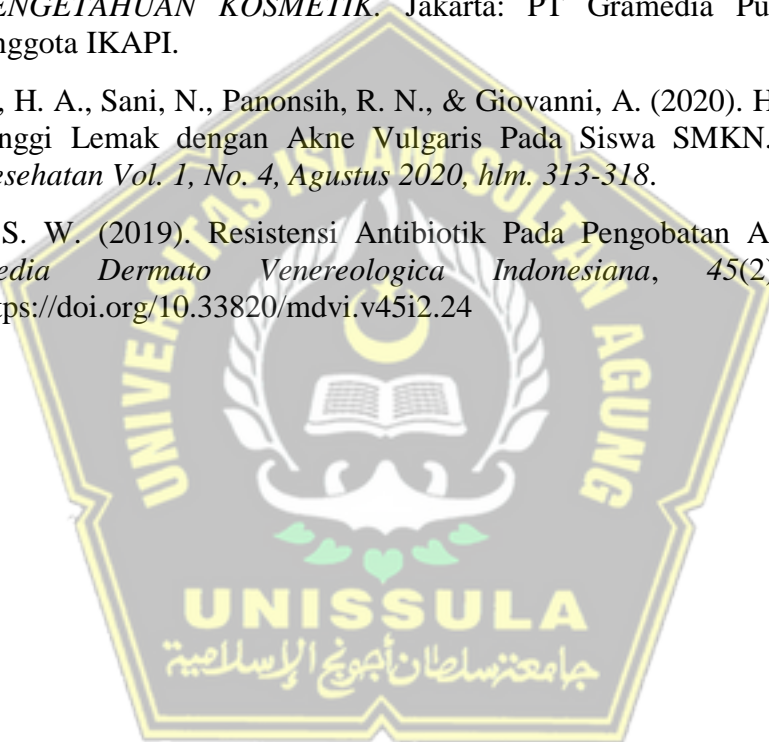 ENGETAHUAN KOSMETIK. Jakarta: PT Gramedia Pu
nggota IKAPI.
, H. A., Sani, N., Panonsih, R. N., & Giovanni, A. (2020). H
nggi Lemak dengan Akne Vulgaris Pada Siswa SMKN.
esehatan Vol. 1, No. 4, Agustus 2020, hlm. 313-318.
S. W. (2019). Resistensi Antibiotik Pada Pengobatan A
edia Dermato Venereologica Indonesiana, 45(2)
tps://doi.org/10.33820/mdvi.v45i2.24
UNIVERSITAS ISLAM SULTAN AGUNG
UNISSULA
جامعتسلطان أجونج الإسلامية